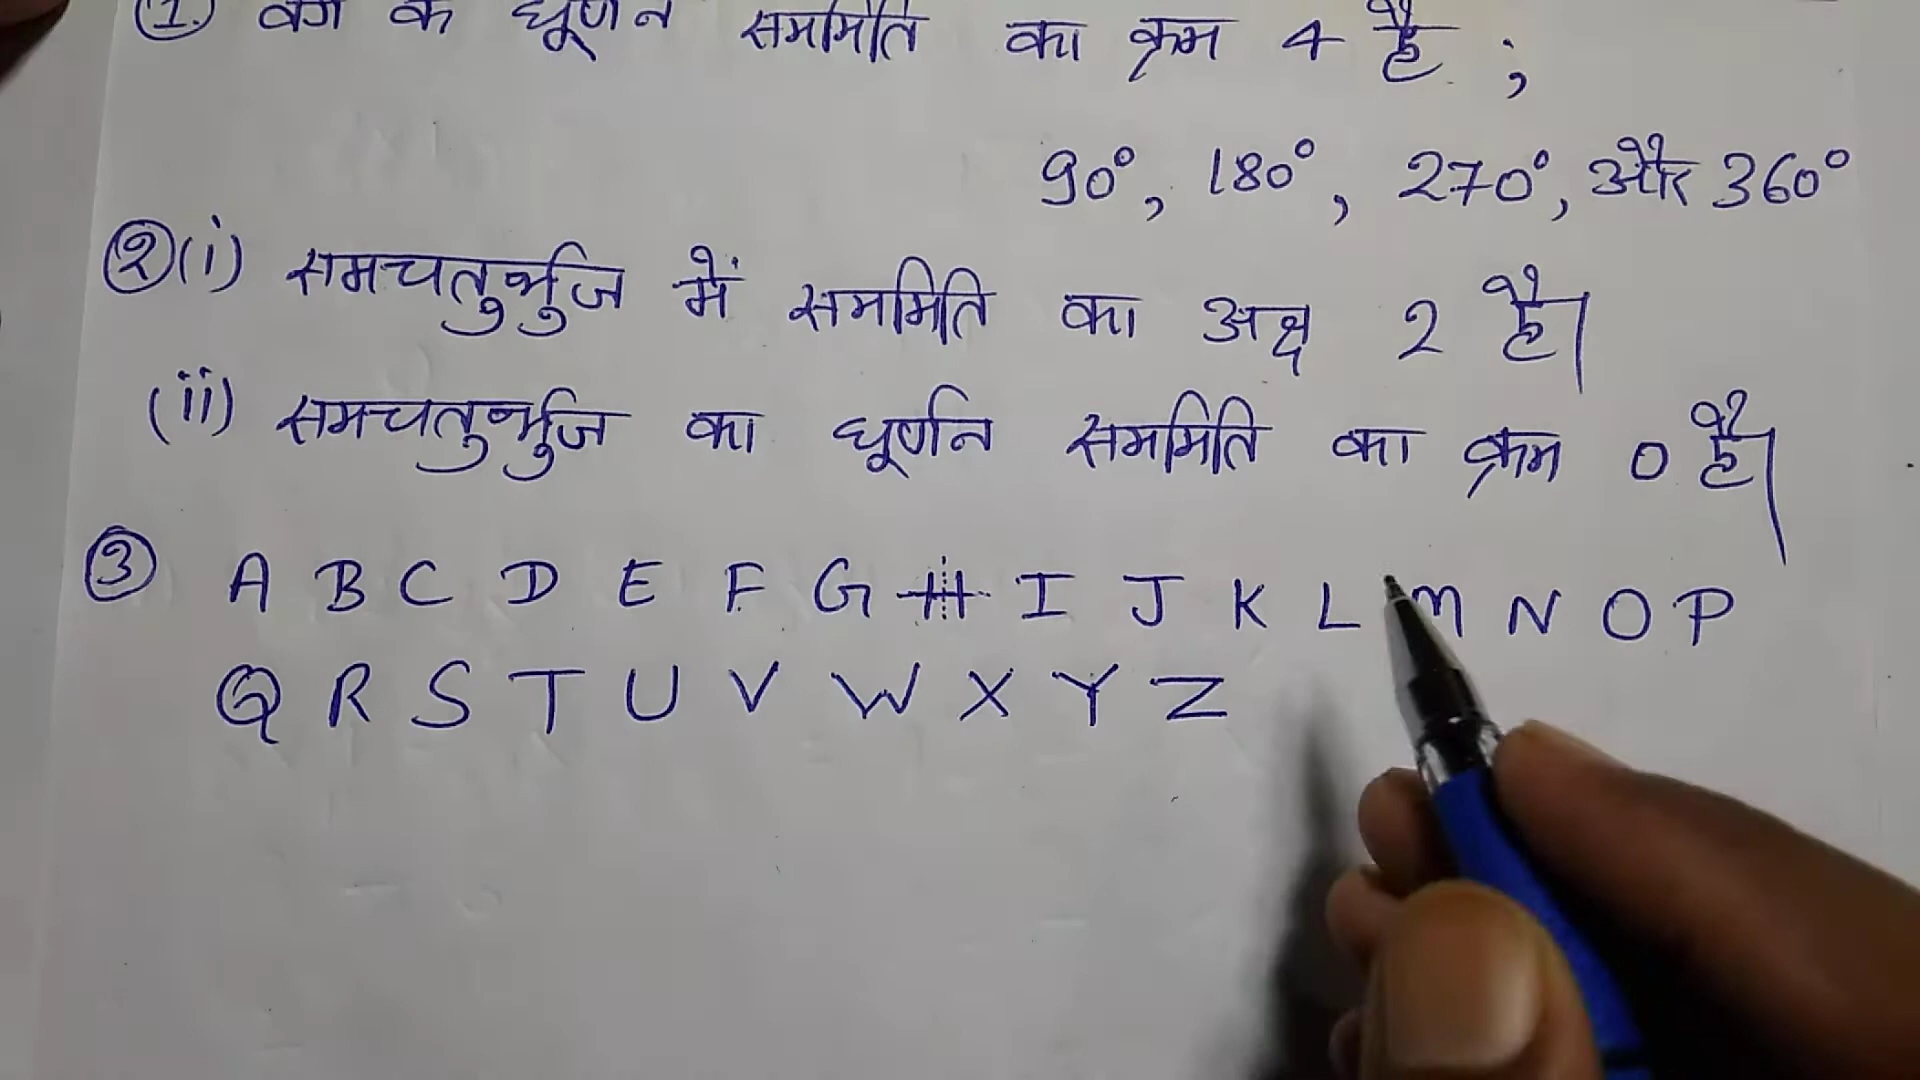 ① वर्ग के घूर्णन सममिति का क्रम 4 है ;
90°, 180°, 270°, और 360°
②(i) समचतुर्भुज में सममिति का अक्ष 2 है।
(ii) समचतुर्भुज का घूर्णन सममिति का क्रम 0 है।
③ A B C D E F G H I J K L M N O P
Q R S T U V W X Y Z